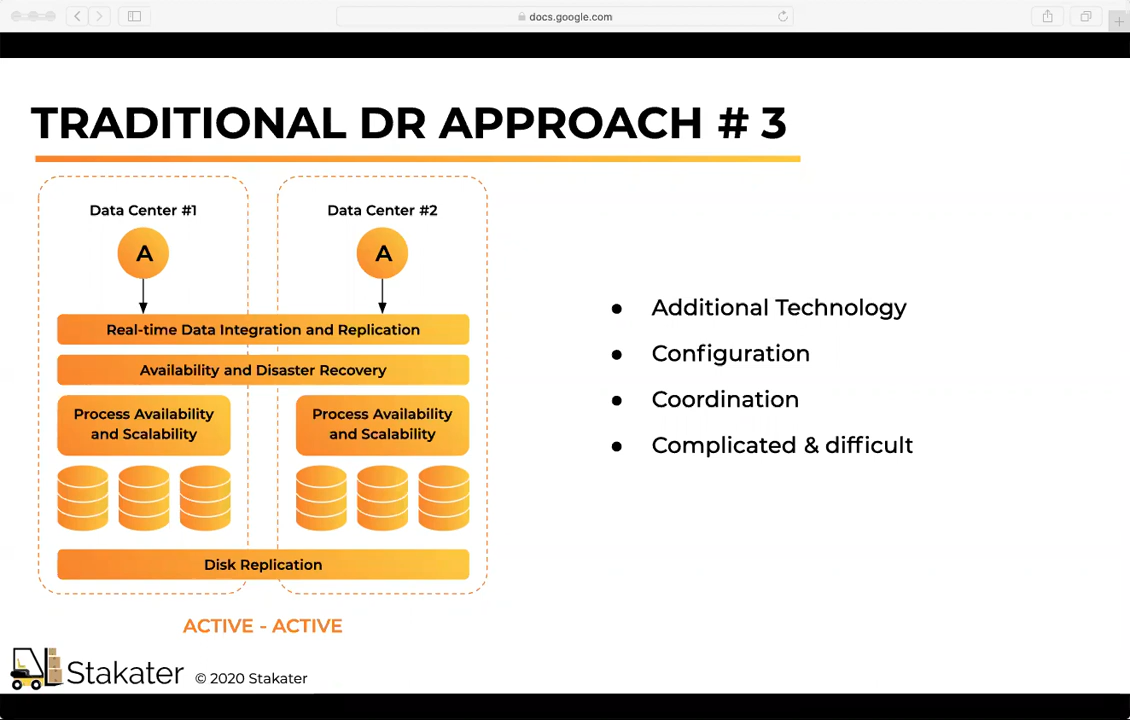 docs.google.com
TRADITIONAL DR APPROACH # 3
Data Center #1
Data Center #2
A
A
Real-time Data Integration and Replication
Availability and Disaster Recovery
Process Availability
and Scalability
Process Availability
and Scalability
Disk Replication
ACTIVE - ACTIVE
● Additional Technology
● Configuration
● Coordination
● Complicated & difficult
Stakater © 2020 Stakater